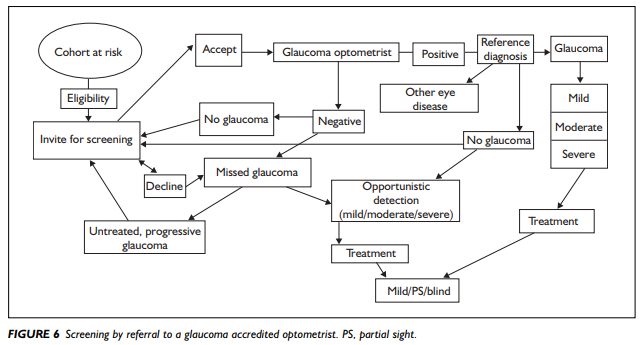 Cohort at risk
Eligibility
Invite for screening
Accept
Glaucoma optometrist
Positive
Reference
diagnosis
Glaucoma
Mild
Moderate
Severe
Other eye
disease
No glaucoma
Negative
No glaucoma
Decline
Missed glaucoma
Opportunistic
detection
(mild/moderate/severe)
Treatment
Untreated, progressive
glaucoma
Treatment
Mild/PS/blind
FIGURE 6 Screening by referral to a glaucoma accredited optometrist. PS, partial sight.